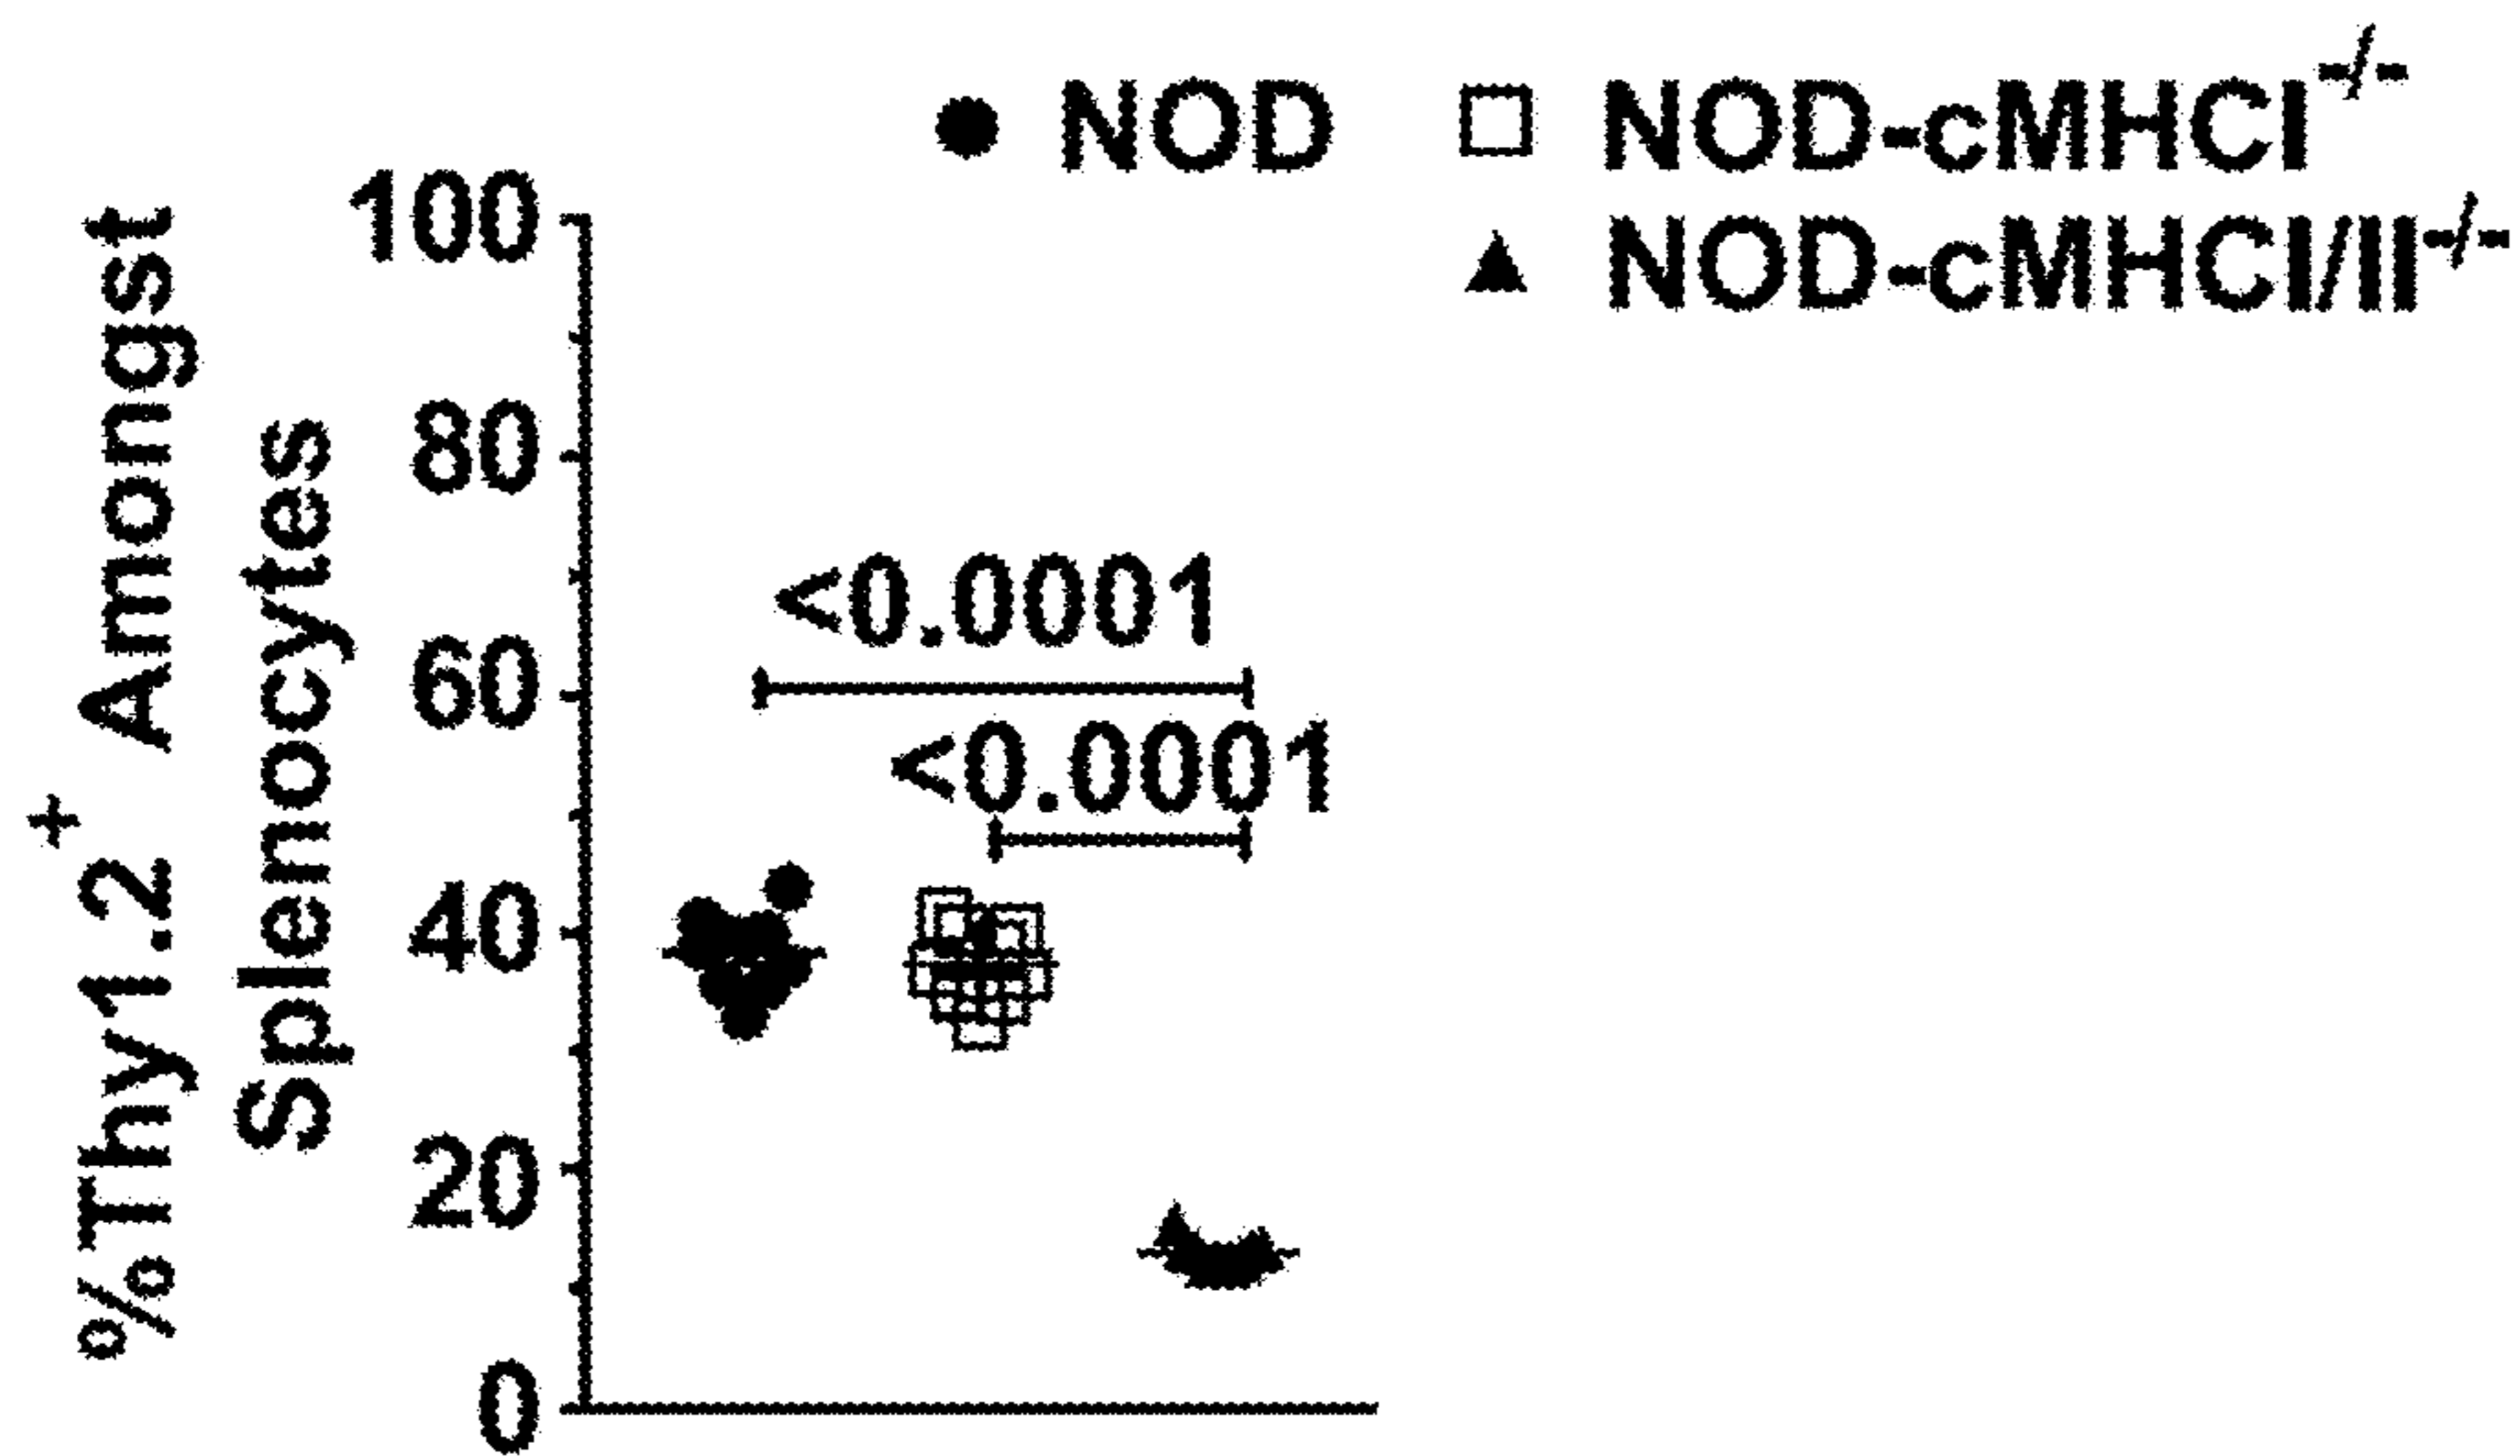 NOD
NOD-cMHCI-/-
NOD-cMHCI/II-/-
%Thy1.2+ Amongst
Splenocytes
100
80
60
40
20
0
<0.0001
<0.0001